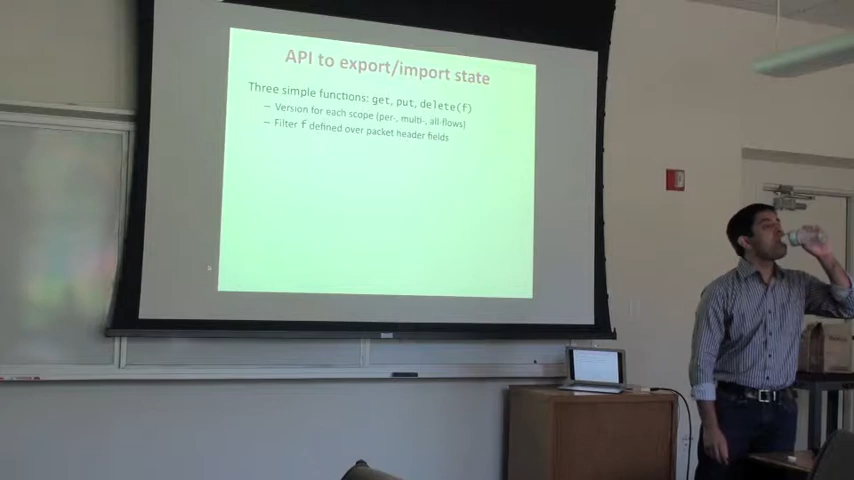 API to export/import state
Three simple functions: get, put, delete(f)
– Version for each scope (per-, multi-, all-flows)
– Filter f defined over packet header fields